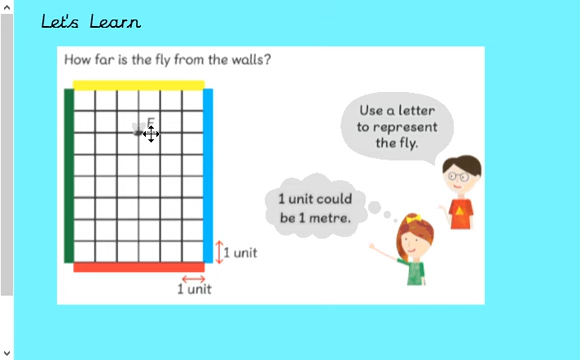 Let's Learn
How far is the fly from the walls?
F
Use a letter
to represent
the fly.
1 unit could
be 1 metre.
1 unit
1 unit